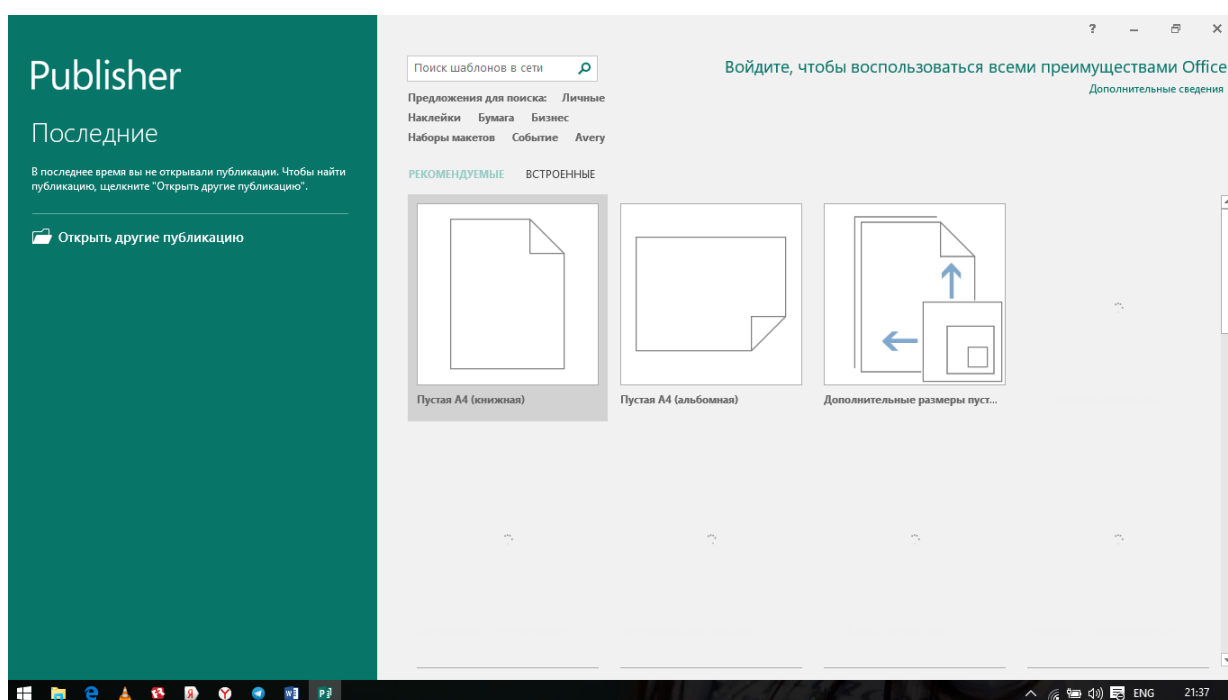 Publisher
Последние
В последнее время вы не открывали публикации. Чтобы найти
публикацию, щелкните "Открыть другие публикацию".
Открыть другие публикацию
?
Войдите, чтобы воспользоваться всеми преимуществами Office
Дополнительные сведения
Поиск шаблонов в сети
Предложения для поиска: Личные
Наклейки Бумага Бизнес
Наборы макетов Событие Avery
РЕКОМЕНДУЕМЫЕ ВСТРОЕННЫЕ
Пустая A4 (книжная)
Пустая A4 (альбомная)
Дополнительные размеры пуст...
ENG 21:37